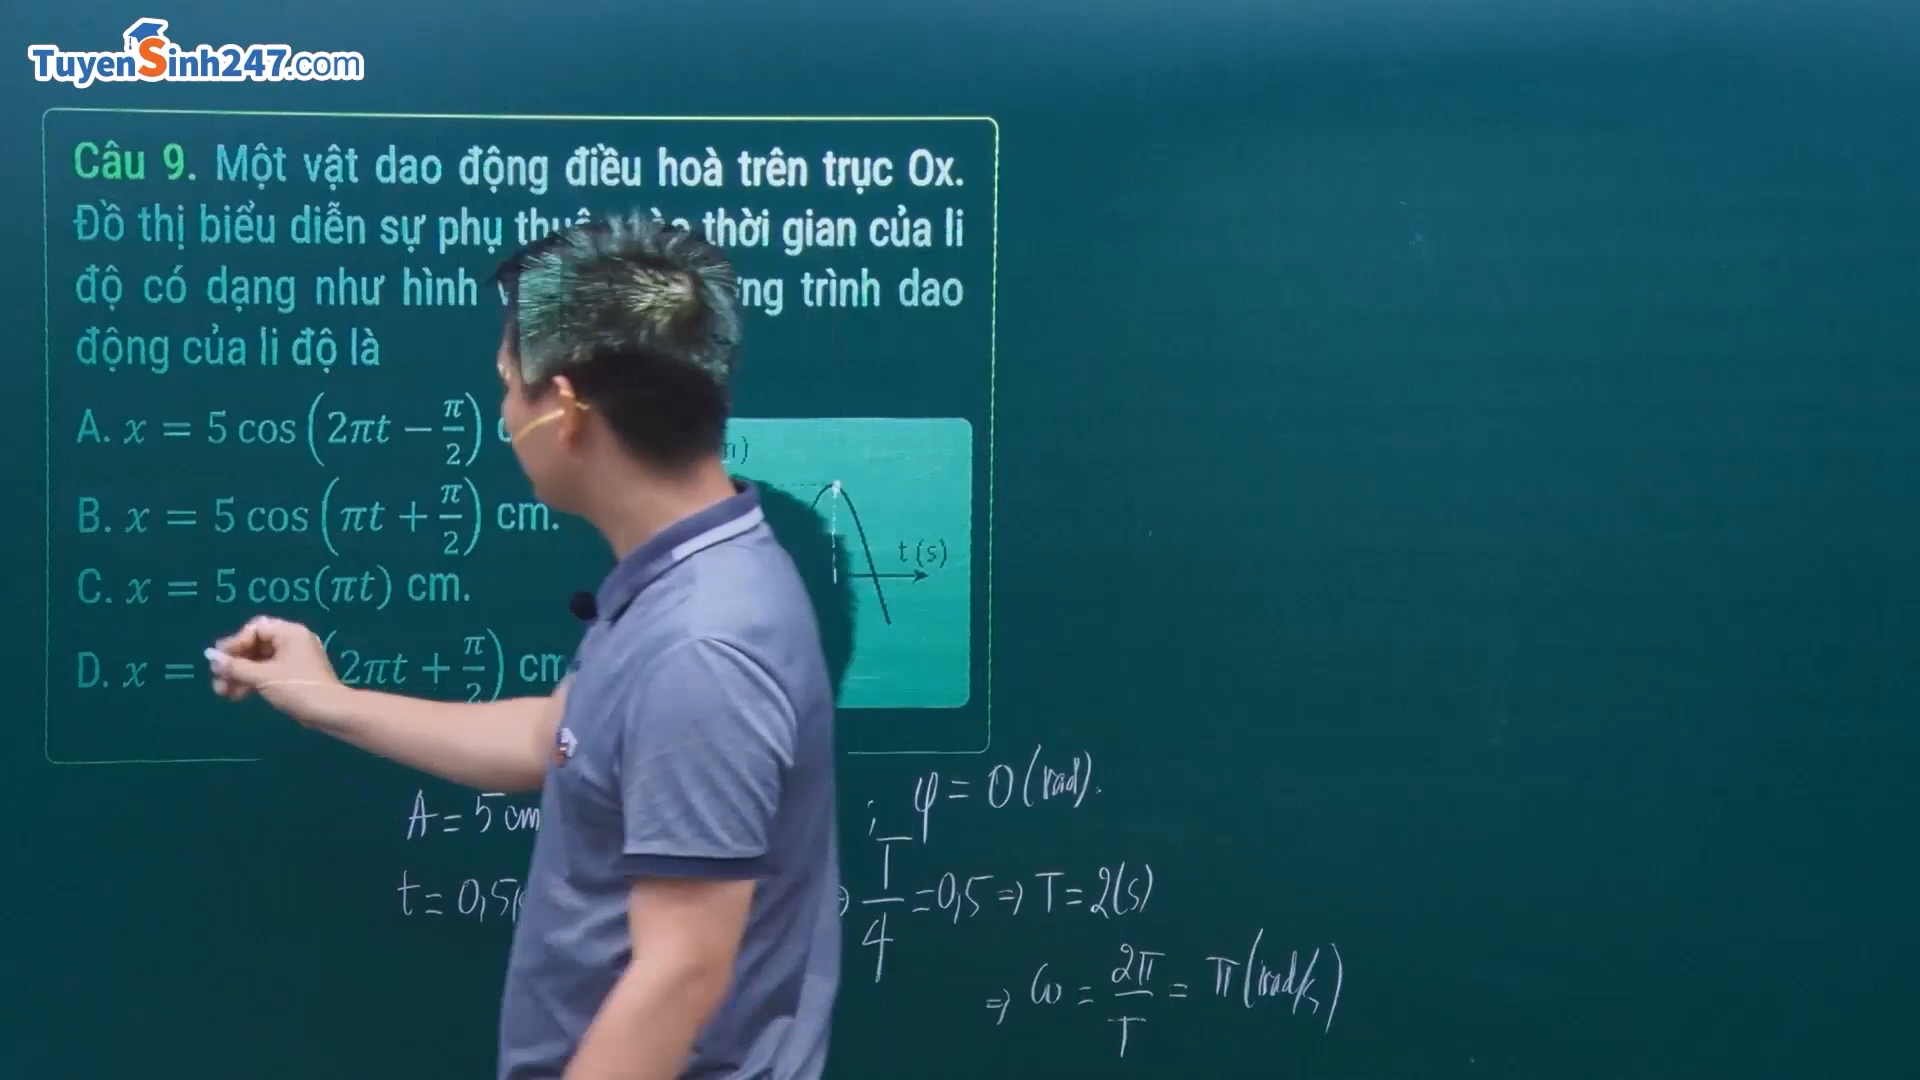 TuyenSinh247.com
Câu 9. Một vật dao động điều hoà trên trục Ox.
Đồ thị biểu diễn sự phụ thời gian của li
độ có dạng như hình trình dao
động của li độ là
A. x = 5 cos (2πt − π/2)
B. x = 5 cos (πt + π/2) cm.
C. x = 5 cos(πt) cm.
D. x = (2πt + π/2) cm
t (s)
A = 5 cm
; φ = 0 (rad).
t = 0,5
T/4 = 0,5 ⇒ T = 2 (s)
⇒ ω = 2π/T = π (rad/s)